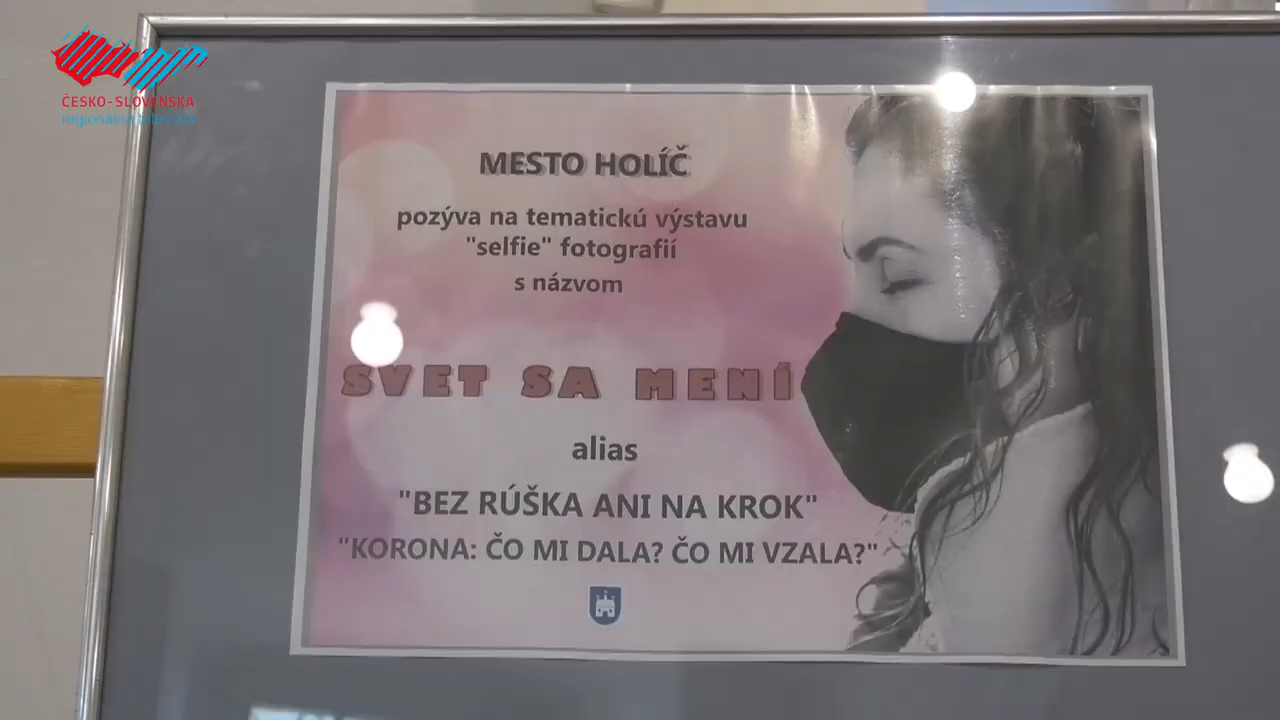 ČESKO-SLOVENSKÁ
regionálna televízia
MESTO HOLÍČ
pozýva na tematickú výstavu
"selfie" fotografií
s názvom
SVET SA MENÍ
alias
"BEZ RÚŠKA ANI NA KROK"
"KORONA: ČO MI DALA? ČO MI VZALA?"